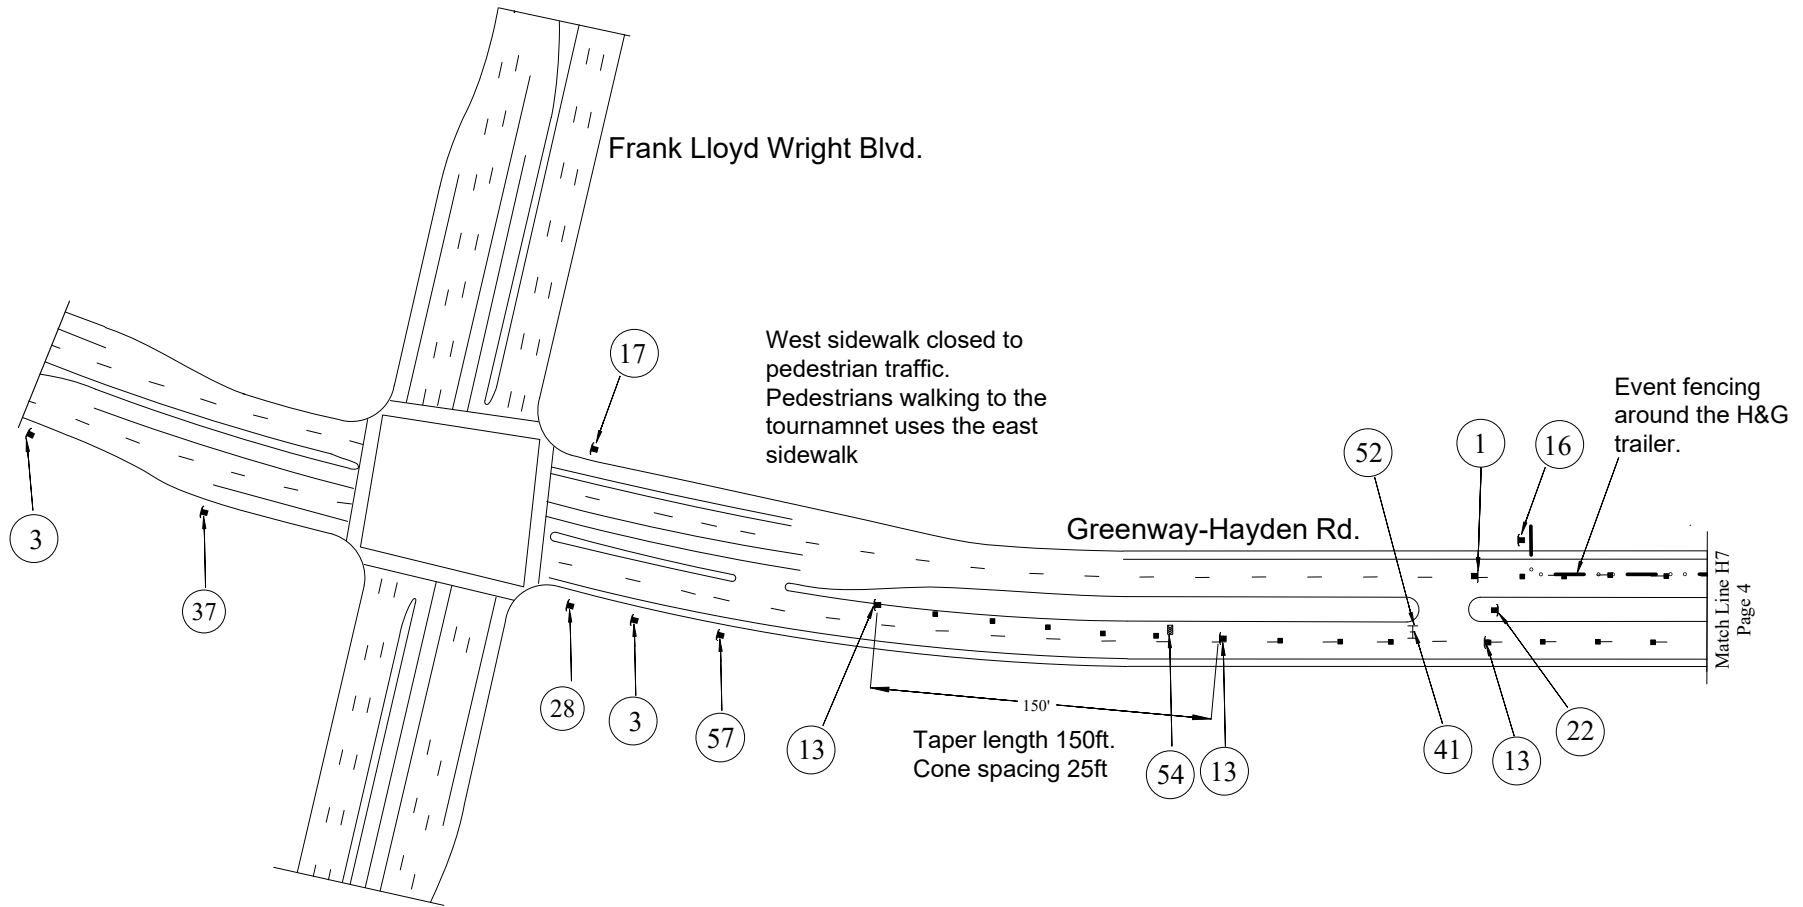 Frank Lloyd Wright Blvd.
17
West sidewalk closed to
pedestrian traffic.
Pedestrians walking to the
tournamnet uses the east
sidewalk
Event fencing
around the H&G
trailer.
52
1
16
Greenway-Hayden Rd.
3
37
28
3
57
13
150'
Taper length 150ft.
Cone spacing 25ft
54
13
41
13
22
Match Line H7
Page 4